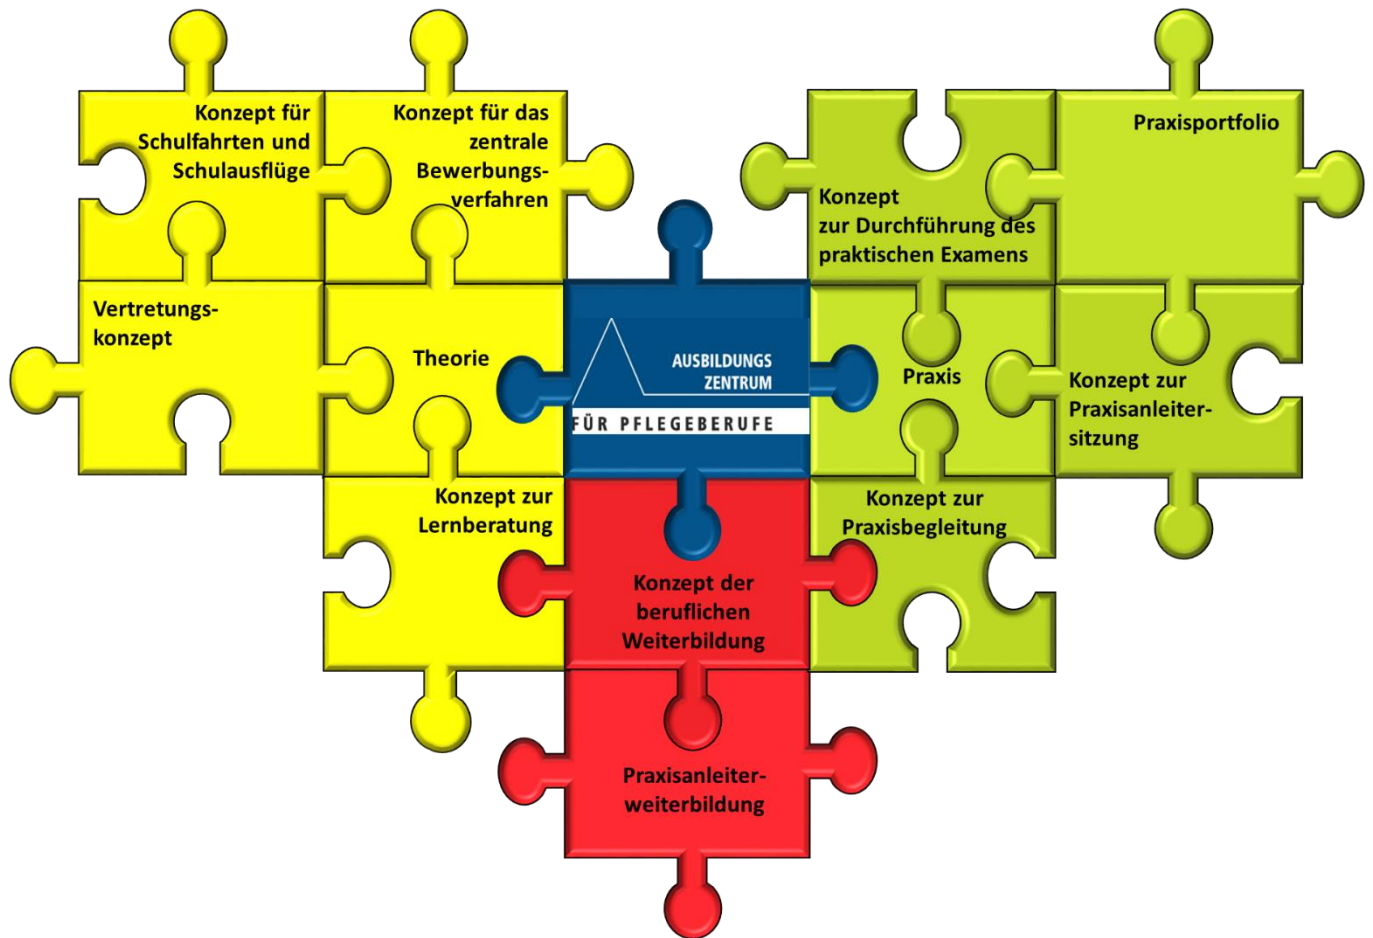 Konzept für
Schulfahrten und
Schulausflüge
Konzept für das
zentrale
Bewerbungs-
verfahren
Konzept
zur Durchführung des
praktischen Examens
Praxisportfolio
Vertretungs-
konzept
Theorie
AUSBILDUNGS
ZENTRUM
FÜR PFLEGEBERUFE
Praxis
Konzept zur
Praxisanleiter-
sitzung
Konzept zur
Lernberatung
Konzept der
beruflichen
Weiterbildung
Konzept zur
Praxisbegleitung
Praxisanleiter-
weiterbildung